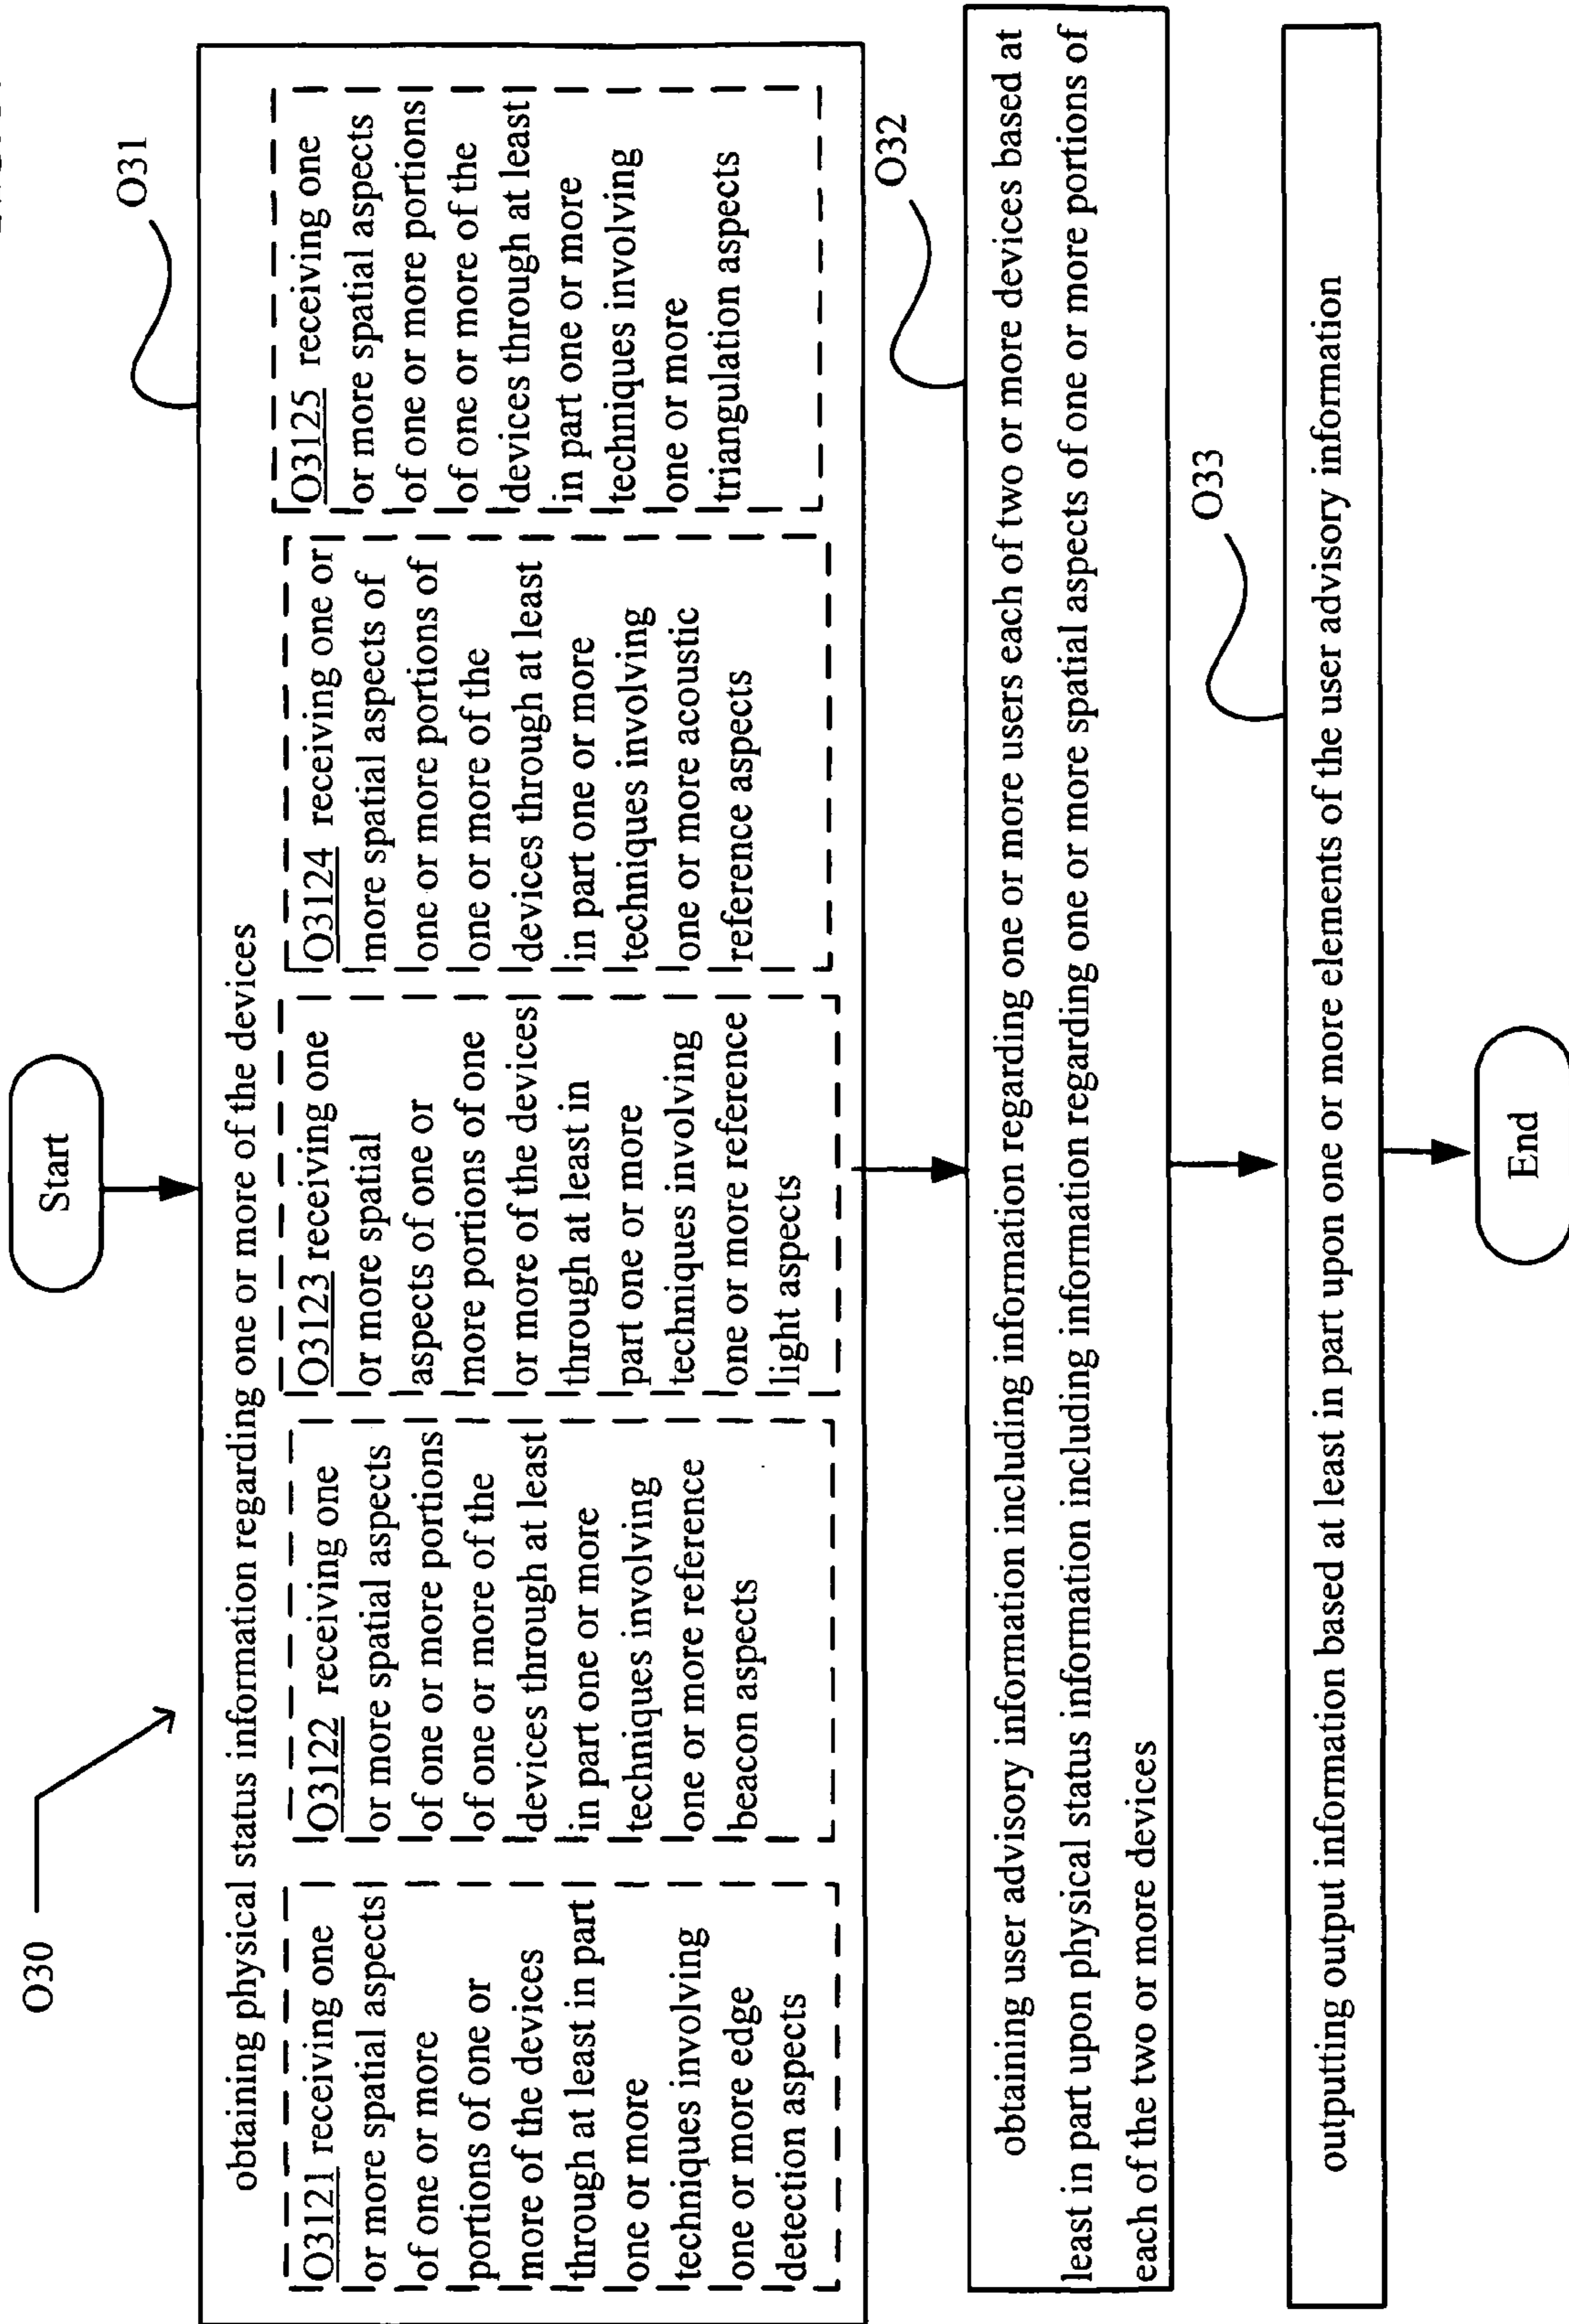 O30
Start
O31
obtaining physical status information regarding one or more of the devices
O3121 receiving one
or more spatial aspects
of one or more
portions of one or
more of the devices
through at least in part
one or more
techniques involving
one or more edge
detection aspects
O3122 receiving one
or more spatial aspects
of one or more portions
of one or more of the
devices through at least
in part one or more
techniques involving
one or more reference
beacon aspects
O3123 receiving one
or more spatial
aspects of one or
more portions of one
or more of the devices
through at least in
part one or more
techniques involving
one or more reference
light aspects
O3124 receiving one or
more spatial aspects of
one or more portions of
one or more of the
devices through at least
in part one or more
techniques involving
one or more acoustic
reference aspects
O3125 receiving one
or more spatial aspects
of one or more portions
of one or more of the
devices through at least
in part one or more
techniques involving
one or more
triangulation aspects
O32
obtaining user advisory information including information regarding one or more users each of two or more devices based at
least in part upon physical status information including information regarding one or more spatial aspects of one or more portions of
each of the two or more devices
O33
outputting output information based at least in part upon one or more elements of the user advisory information
End